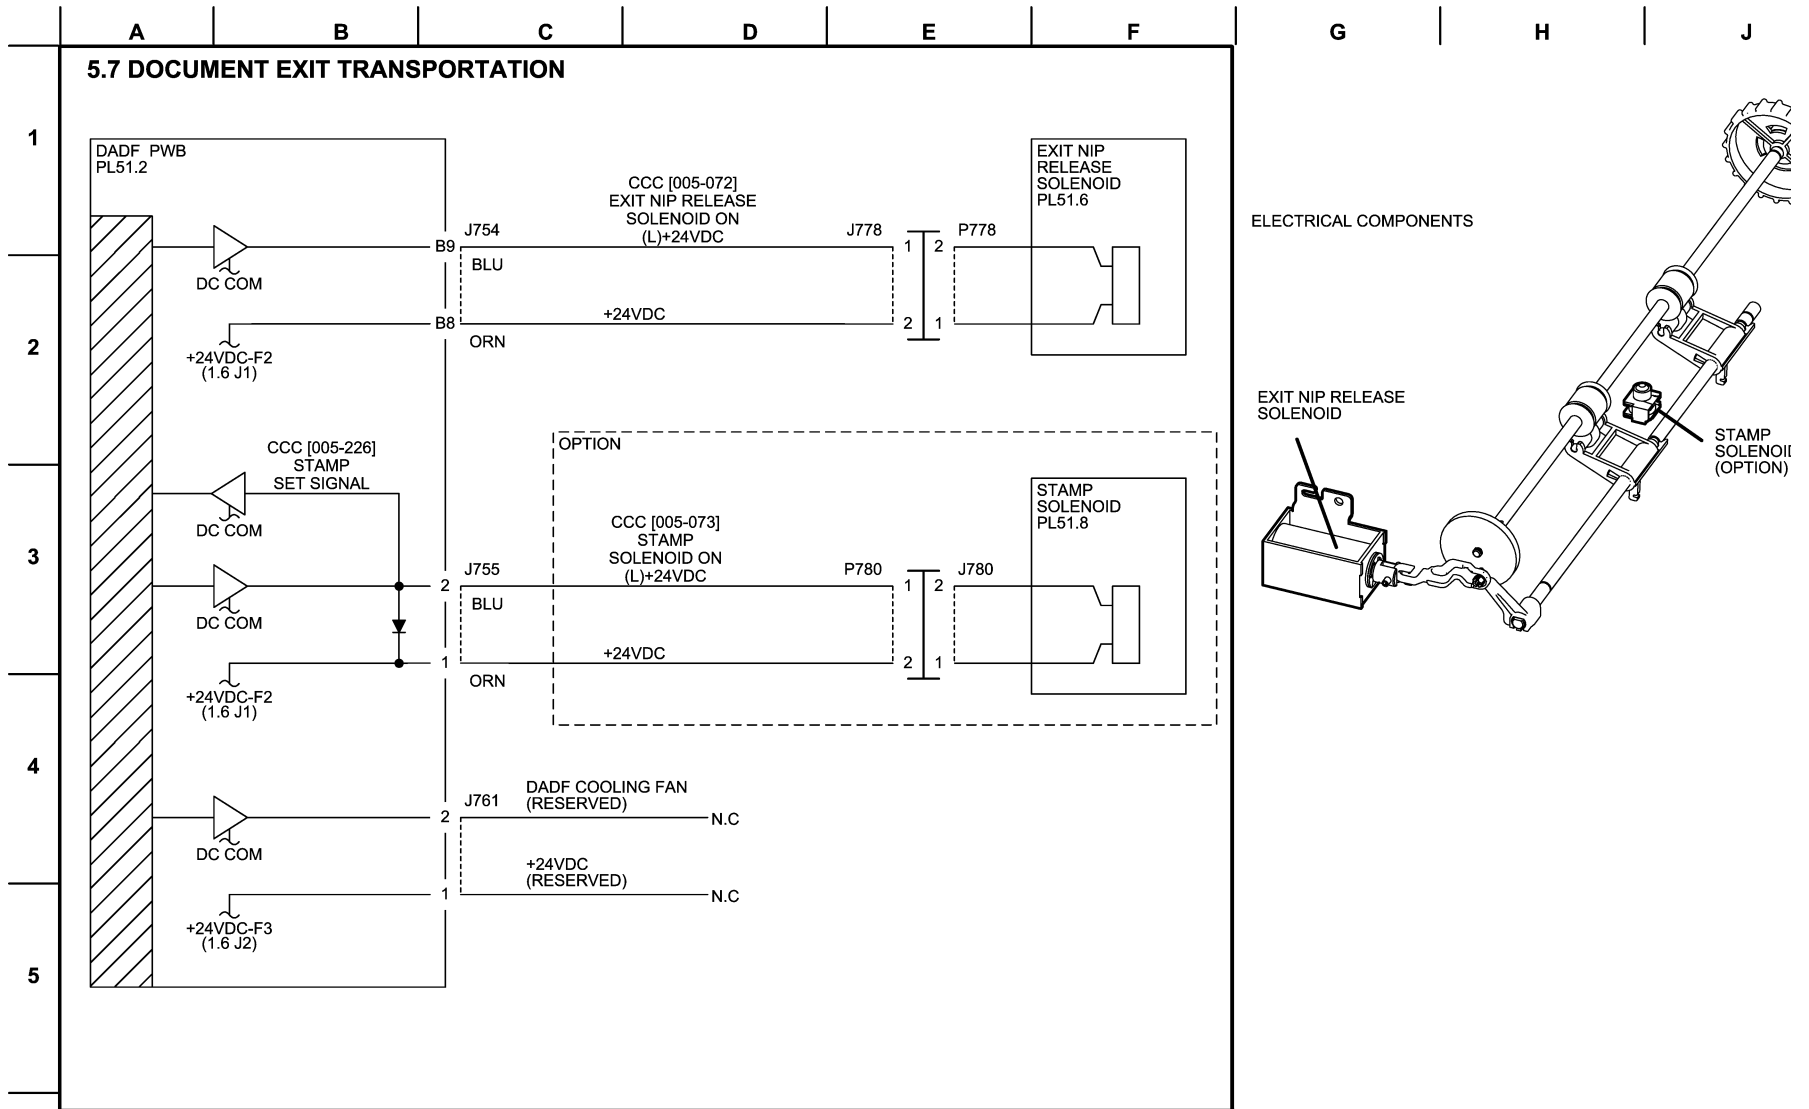 A B C D E F G H J
5.7 DOCUMENT EXIT TRANSPORTATION
1
DADF PWB
PL51.2
CCC [005-072]
EXIT NIP RELEASE
SOLENOID ON
(L)+24VDC
EXIT NIP
RELEASE
SOLENOID
PL51.6
J754
J778
P778
B9
1 2
BLU
DC COM
ELECTRICAL COMPONENTS
2
+24VDC
B8
2 1
ORN
+24VDC-F2
(1.6 J1)
EXIT NIP RELEASE
SOLENOID
STAMP
SOLENOI
(OPTION)
OPTION
CCC [005-226]
STAMP
SET SIGNAL
DC COM
3
CCC [005-073]
STAMP
SOLENOID ON
(L)+24VDC
STAMP
SOLENOID
PL51.8
J755
P780
J780
2
1 2
BLU
DC COM
+24VDC
1
2 1
ORN
+24VDC-F2
(1.6 J1)
4
DADF COOLING FAN
(RESERVED)
J761
2
N.C
DC COM
+24VDC
(RESERVED)
1
N.C
+24VDC-F3
(1.6 J2)
5